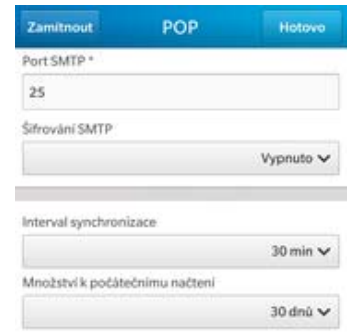 Zamítnout POP Hotovo
Port SMTP *
25
Šifrování SMTP
Vypnuto
Interval synchronizace
30 min
Množství k počátečnímu načtení
30 dnů